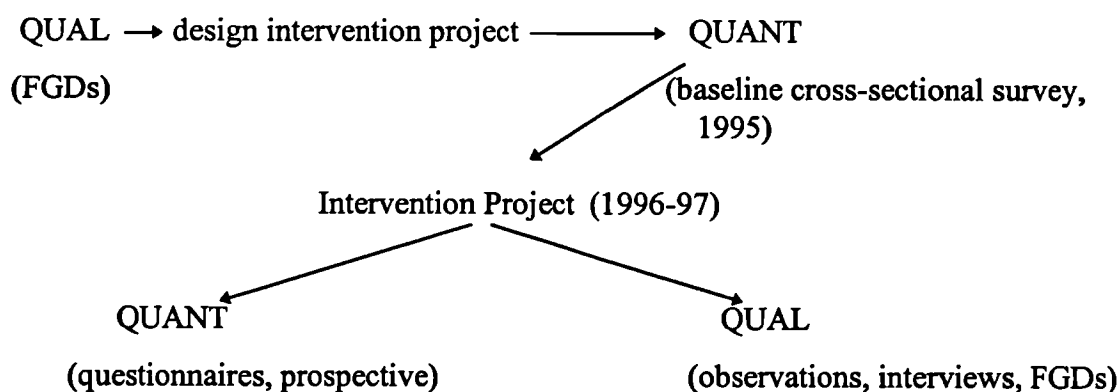 QUAL design intervention project QUANT
(FGDs) (baseline cross-sectional survey,
1995)
Intervention Project (1996-97)
QUANT QUAL
(questionnaires, prospective) (observations, interviews, FGDs)